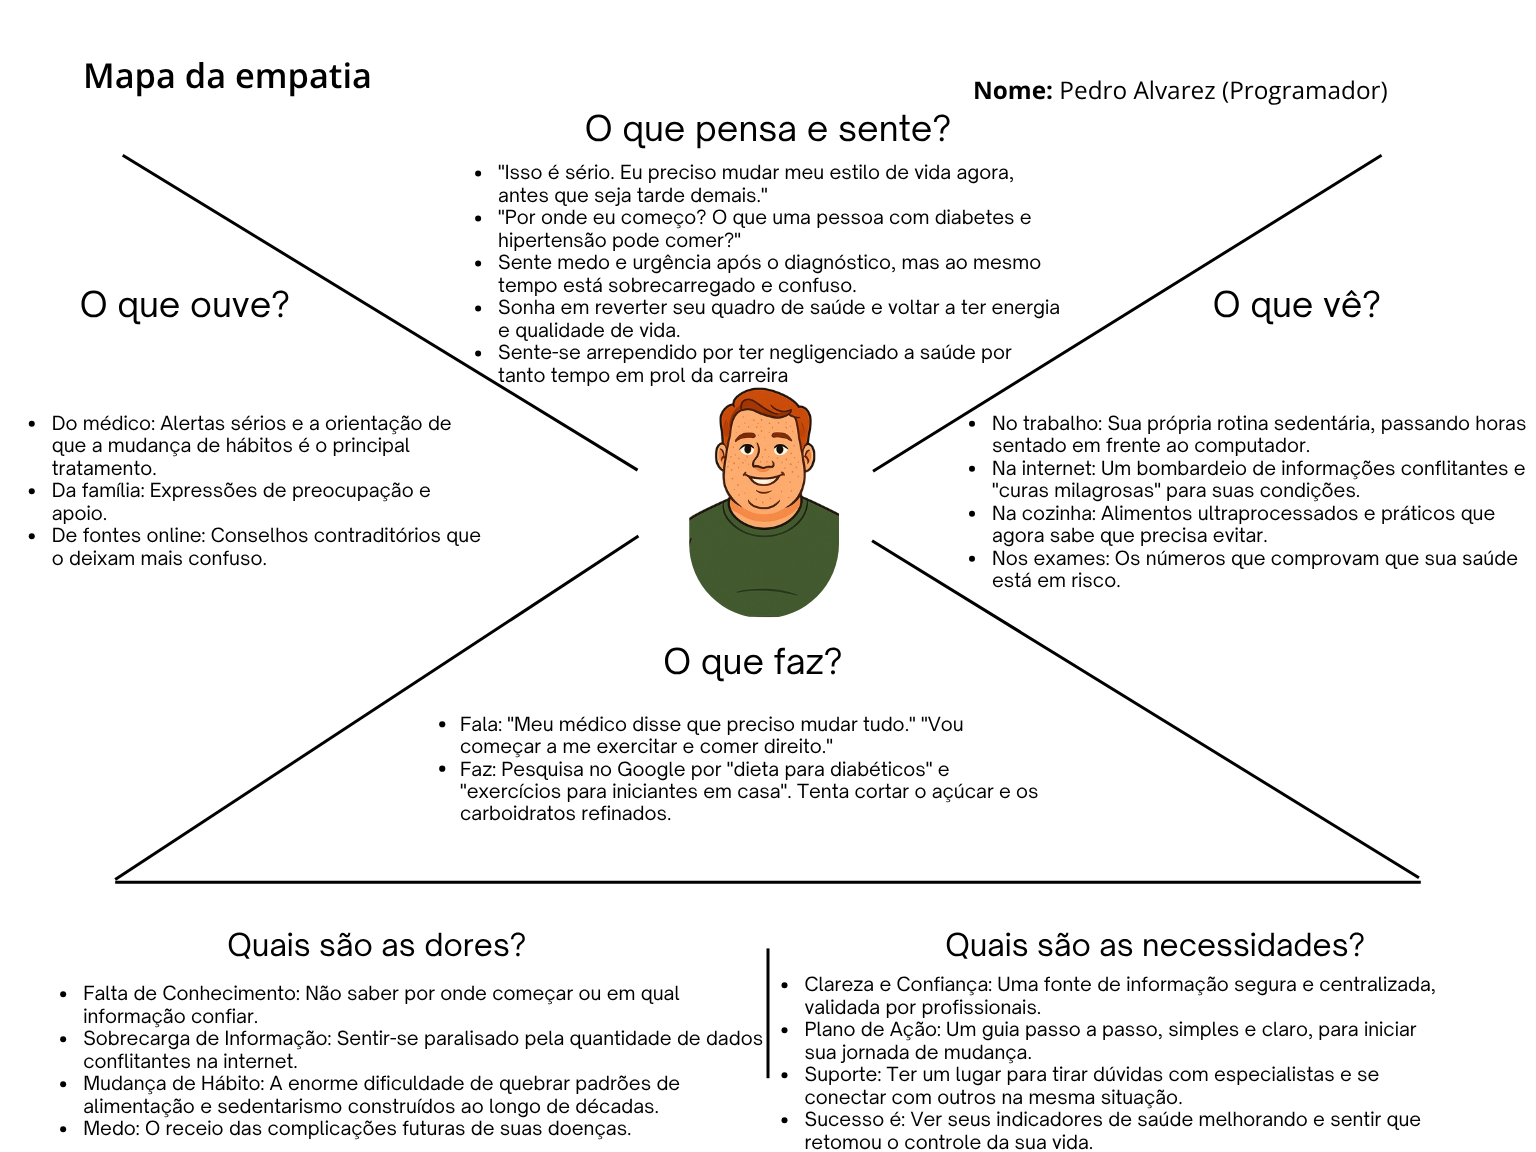 Mapa da empatia
Nome: Pedro Alvarez (Programador)
O que pensa e sente?
• "Isso é sério. Eu preciso mudar meu estilo de vida agora,
antes que seja tarde demais."
• "Por onde eu começo? O que uma pessoa com diabetes e
hipertensão pode comer?"
• Sente medo e urgência após o diagnóstico, mas ao mesmo
tempo está sobrecarregado e confuso.
• Sonha em reverter seu quadro de saúde e voltar a ter energia
e qualidade de vida.
• Sente-se arrependido por ter negligenciado a saúde por
tanto tempo em prol da carreira
O que ouve?
• Do médico: Alertas sérios e a orientação de
que a mudança de hábitos é o principal
tratamento.
• Da família: Expressões de preocupação e
apoio.
• De fontes online: Conselhos contraditórios que
o deixam mais confuso.
O que vê?
• No trabalho: Sua própria rotina sedentária, passando horas
sentado em frente ao computador.
• Na internet: Um bombardeio de informações conflitantes e
"curas milagrosas" para suas condições.
• Na cozinha: Alimentos ultraprocessados e práticos que
agora sabe que precisa evitar.
• Nos exames: Os números que comprovam que sua saúde
está em risco.
O que faz?
• Fala: "Meu médico disse que preciso mudar tudo." "Vou
começar a me exercitar e comer direito."
• Faz: Pesquisa no Google por "dieta para diabéticos" e
"exercícios para iniciantes em casa". Tenta cortar o açúcar e os
carboidratos refinados.
Quais são as dores?
• Falta de Conhecimento: Não saber por onde começar ou em qual
informação confiar.
• Sobrecarga de Informação: Sentir-se paralisado pela quantidade de dados
conflitantes na internet.
• Mudança de Hábito: A enorme dificuldade de quebrar padrões de
alimentação e sedentarismo construídos ao longo de décadas.
• Medo: O receio das complicações futuras de suas doenças.
Quais são as necessidades?
• Clareza e Confiança: Uma fonte de informação segura e centralizada,
validada por profissionais.
• Plano de Ação: Um guia passo a passo, simples e claro, para iniciar
sua jornada de mudança.
• Suporte: Ter um lugar para tirar dúvidas com especialistas e se
conectar com outros na mesma situação.
• Sucesso é: Ver seus indicadores de saúde melhorando e sentir que
retomou o controle da sua vida.